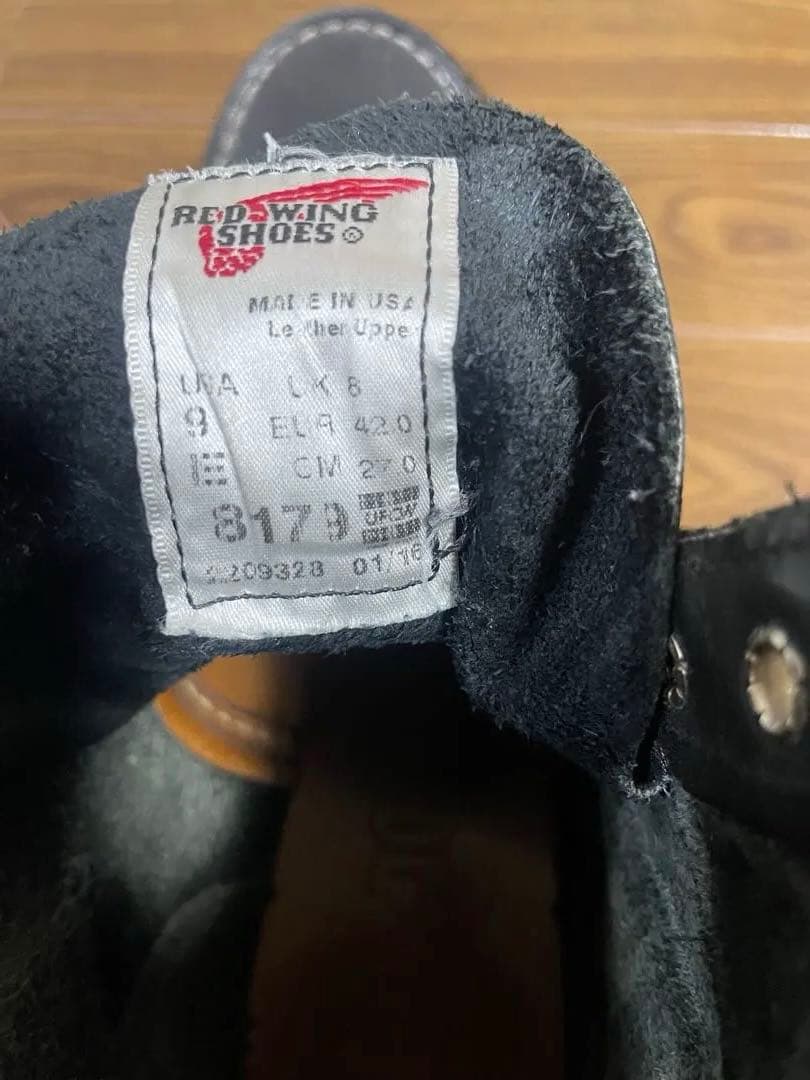 RED WING
SHOES ®
MADE IN USA
Leather Upper
USA UK 8
9 EUR 42.0
E CM 27.0
8179 UFCW
01/16